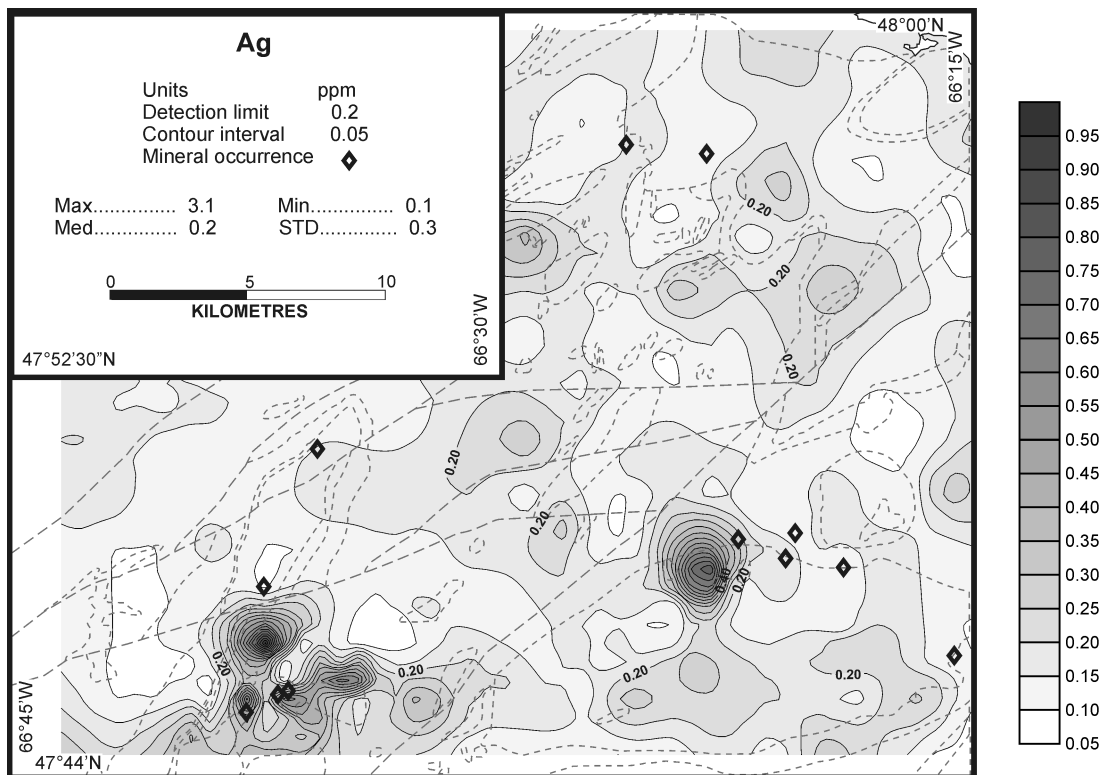 Ag
Units ppm
Detection limit 0.2
Contour interval 0.05
Mineral occurrence
Max............... 3.1 Min............... 0.1
Med............... 0.2 STD.............. 0.3
0 5 10
KILOMETRES
47°52'30"N
66°30'W
48°00'N
66°15'W
0.20
0.20
0.20
0.20
0.20
0.40
0.20
0.20
0.20
0.20
0.20
66°45'W
47°44'N
0.95
0.90
0.85
0.80
0.75
0.70
0.65
0.60
0.55
0.50
0.45
0.40
0.35
0.30
0.25
0.20
0.15
0.10
0.05